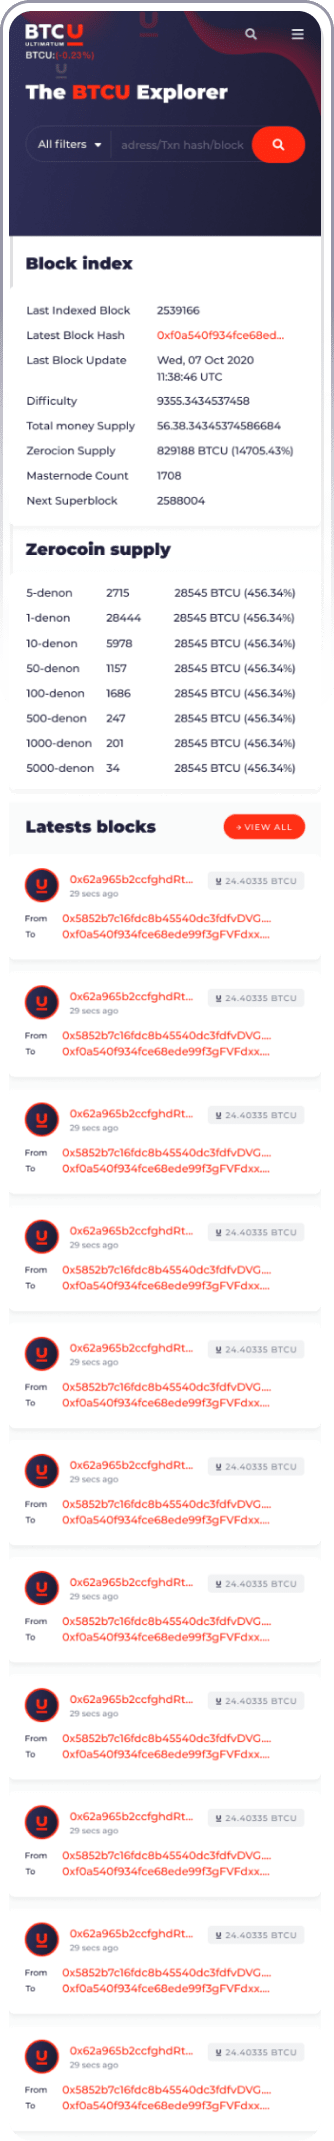 BTCU
ULTIMATUM
BTCU:(-0.23%)
The BTCU Explorer
All filters adress/Txn hash/block
Block index
Last Indexed Block 2539166
Latest Block Hash 0xf0a540f934fce68ed...
Last Block Update Wed, 07 Oct 2020
11:38:46 UTC
Difficulty 9355.3434537458
Total money Supply 56.38.34345374586684
Zerocion Supply 829188 BTCU (14705.43%)
Masternode Count 1708
Next Superblock 2588004
Zerocoin supply
5-denon 2715 28545 BTCU (456.34%)
1-denon 28444 28545 BTCU (456.34%)
10-denon 5978 28545 BTCU (456.34%)
50-denon 1157 28545 BTCU (456.34%)
100-denon 1686 28545 BTCU (456.34%)
500-denon 247 28545 BTCU (456.34%)
1000-denon 201 28545 BTCU (456.34%)
5000-denon 34 28545 BTCU (456.34%)
Latests blocks → VIEW ALL
0x62a965b2ccfghdRt... 24.40335 BTCU
29 secs ago
From 0x5852b7c16fdc8b45540dc3fdfvDVG....
To 0xf0a540f934fce68ede99f3gFVFdxx....
0x62a965b2ccfghdRt... 24.40335 BTCU
29 secs ago
From 0x5852b7c16fdc8b45540dc3fdfvDVG....
To 0xf0a540f934fce68ede99f3gFVFdxx....
0x62a965b2ccfghdRt... 24.40335 BTCU
29 secs ago
From 0x5852b7c16fdc8b45540dc3fdfvDVG....
To 0xf0a540f934fce68ede99f3gFVFdxx....
0x62a965b2ccfghdRt... 24.40335 BTCU
29 secs ago
From 0x5852b7c16fdc8b45540dc3fdfvDVG....
To 0xf0a540f934fce68ede99f3gFVFdxx....
0x62a965b2ccfghdRt... 24.40335 BTCU
29 secs ago
From 0x5852b7c16fdc8b45540dc3fdfvDVG....
To 0xf0a540f934fce68ede99f3gFVFdxx....
0x62a965b2ccfghdRt... 24.40335 BTCU
29 secs ago
From 0x5852b7c16fdc8b45540dc3fdfvDVG....
To 0xf0a540f934fce68ede99f3gFVFdxx....
0x62a965b2ccfghdRt... 24.40335 BTCU
29 secs ago
From 0x5852b7c16fdc8b45540dc3fdfvDVG....
To 0xf0a540f934fce68ede99f3gFVFdxx....
0x62a965b2ccfghdRt... 24.40335 BTCU
29 secs ago
From 0x5852b7c16fdc8b45540dc3fdfvDVG....
To 0xf0a540f934fce68ede99f3gFVFdxx....
0x62a965b2ccfghdRt... 24.40335 BTCU
29 secs ago
From 0x5852b7c16fdc8b45540dc3fdfvDVG....
To 0xf0a540f934fce68ede99f3gFVFdxx....
0x62a965b2ccfghdRt... 24.40335 BTCU
29 secs ago
From 0x5852b7c16fdc8b45540dc3fdfvDVG....
To 0xf0a540f934fce68ede99f3gFVFdxx....
0x62a965b2ccfghdRt... 24.40335 BTCU
29 secs ago
From 0x5852b7c16fdc8b45540dc3fdfvDVG....
To 0xf0a540f934fce68ede99f3gFVFdxx....